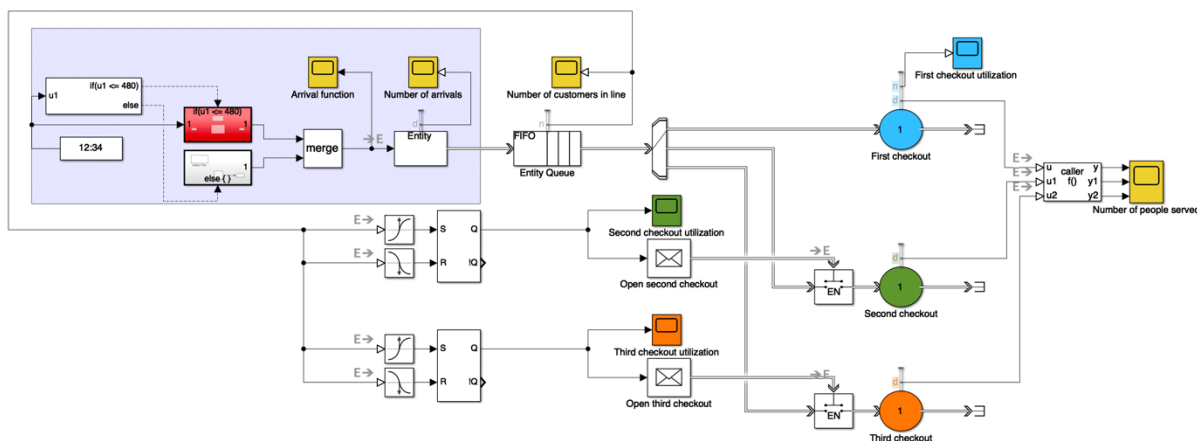 First checkout utilization
if(u1 <= 480)
u1
else
Arrival function
Number of arrivals
Number of customers in line
n
d
if(u1 <= 480)
1
1
12:34
merge
E
d
Entity
n
FIFO
Entity Queue
1
First checkout
1
else { }
E
E
E
u
caller
y
u1
f()
y1
u2
y2
Number of people served
E
S
Q
R
!Q
Second checkout utilization
Open second checkout
E
EN
d
1
Second checkout
E
S
Q
R
!Q
Third checkout utilization
Open third checkout
E
EN
d
1
Third checkout